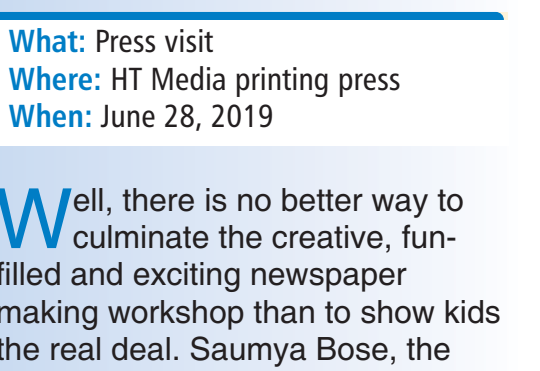 What: Press visit
Where: HT Media printing press
When: June 28, 2019
Well, there is no better way to
culminate the creative, fun-
filled and exciting newspaper
making workshop than to show kids
the real deal. Saumya Bose, the